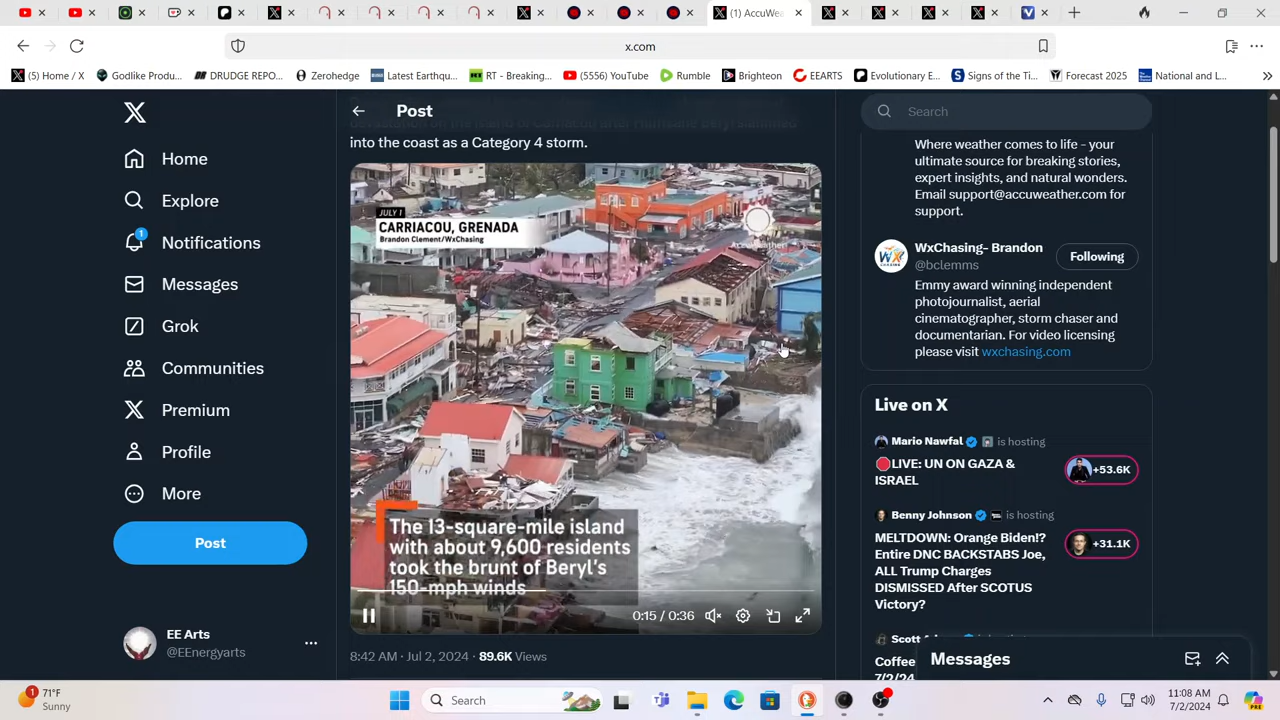 (1) AccuWea
x.com
(5) Home / X
Godlike Produ...
DRUDGE REPO...
Zerohedge
Latest Earthqu...
RT - Breaking...
(5556) YouTube
Rumble
Brighteon
EEARTS
Evolutionary E...
Signs of the Ti...
Forecast 2025
National and L...
Post
into the coast as a Category 4 storm.
JULY 1
CARRIACOU, GRENADA
Brandon Clement/WxChasing
AccuWeather
The 13-square-mile island
with about 9,600 residents
took the brunt of Beryl's
150-mph winds
0:15 / 0:36
8:42 AM · Jul 2, 2024 · 89.6K Views
Home
Explore
1
Notifications
Messages
Grok
Communities
Premium
Profile
More
Post
EE Arts
@EEnergyarts
Search
Where weather comes to life - your
ultimate source for breaking stories,
expert insights, and natural wonders.
Email support@accuweather.com for
support.
WxChasing- Brandon
@bclemms
Following
Emmy award winning independent
photojournalist, aerial
cinematographer, storm chaser and
documentarian. For video licensing
please visit wxchasing.com
Live on X
Mario Nawfal is hosting
LIVE: UN ON GAZA &
ISRAEL
+53.6K
Benny Johnson is hosting
MELTDOWN: Orange Biden!?
Entire DNC BACKSTABS Joe,
ALL Trump Charges
DISMISSED After SCOTUS
Victory?
+31.1K
Scott
Coffee
7/2/24
Messages
1
71°F
Sunny
Search
11:08 AM
7/2/2024